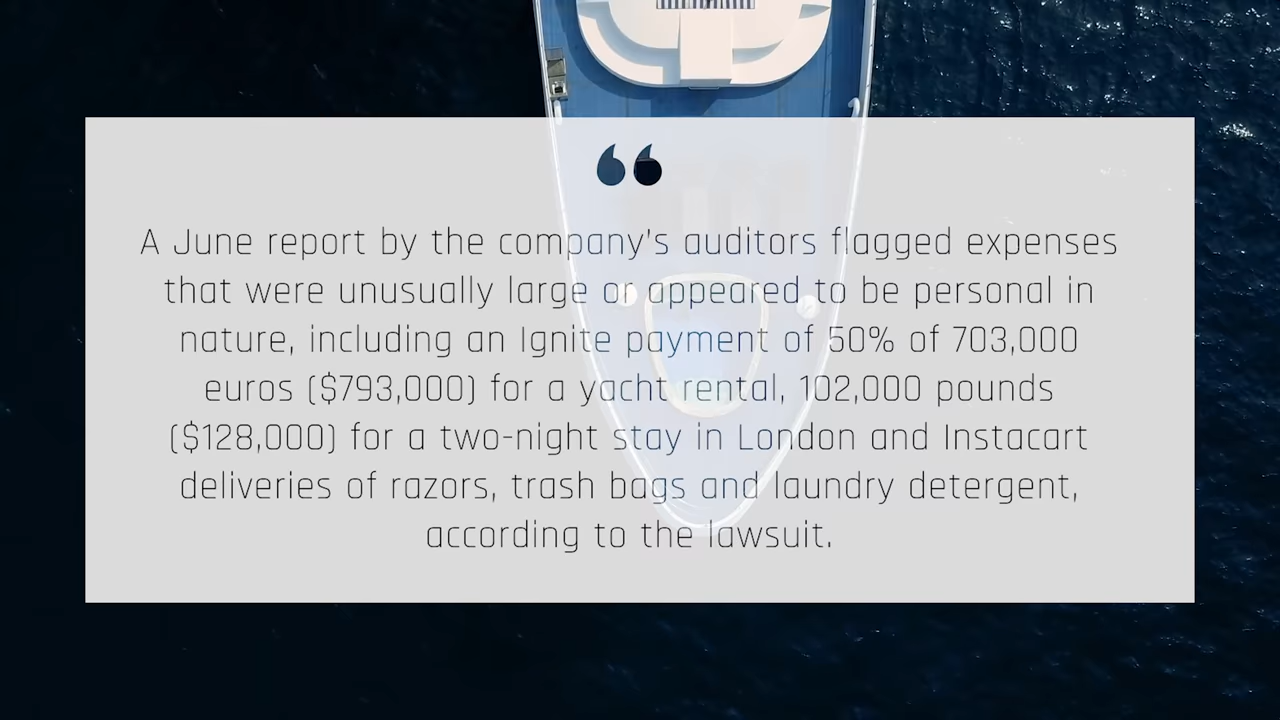 “
A June report by the company's auditors flagged expenses
that were unusually large or appeared to be personal in
nature, including an Ignite payment of 50% of 703,000
euros ($793,000) for a yacht rental, 102,000 pounds
($128,000) for a two-night stay in London and Instacart
deliveries of razors, trash bags and laundry detergent,
according to the lawsuit.